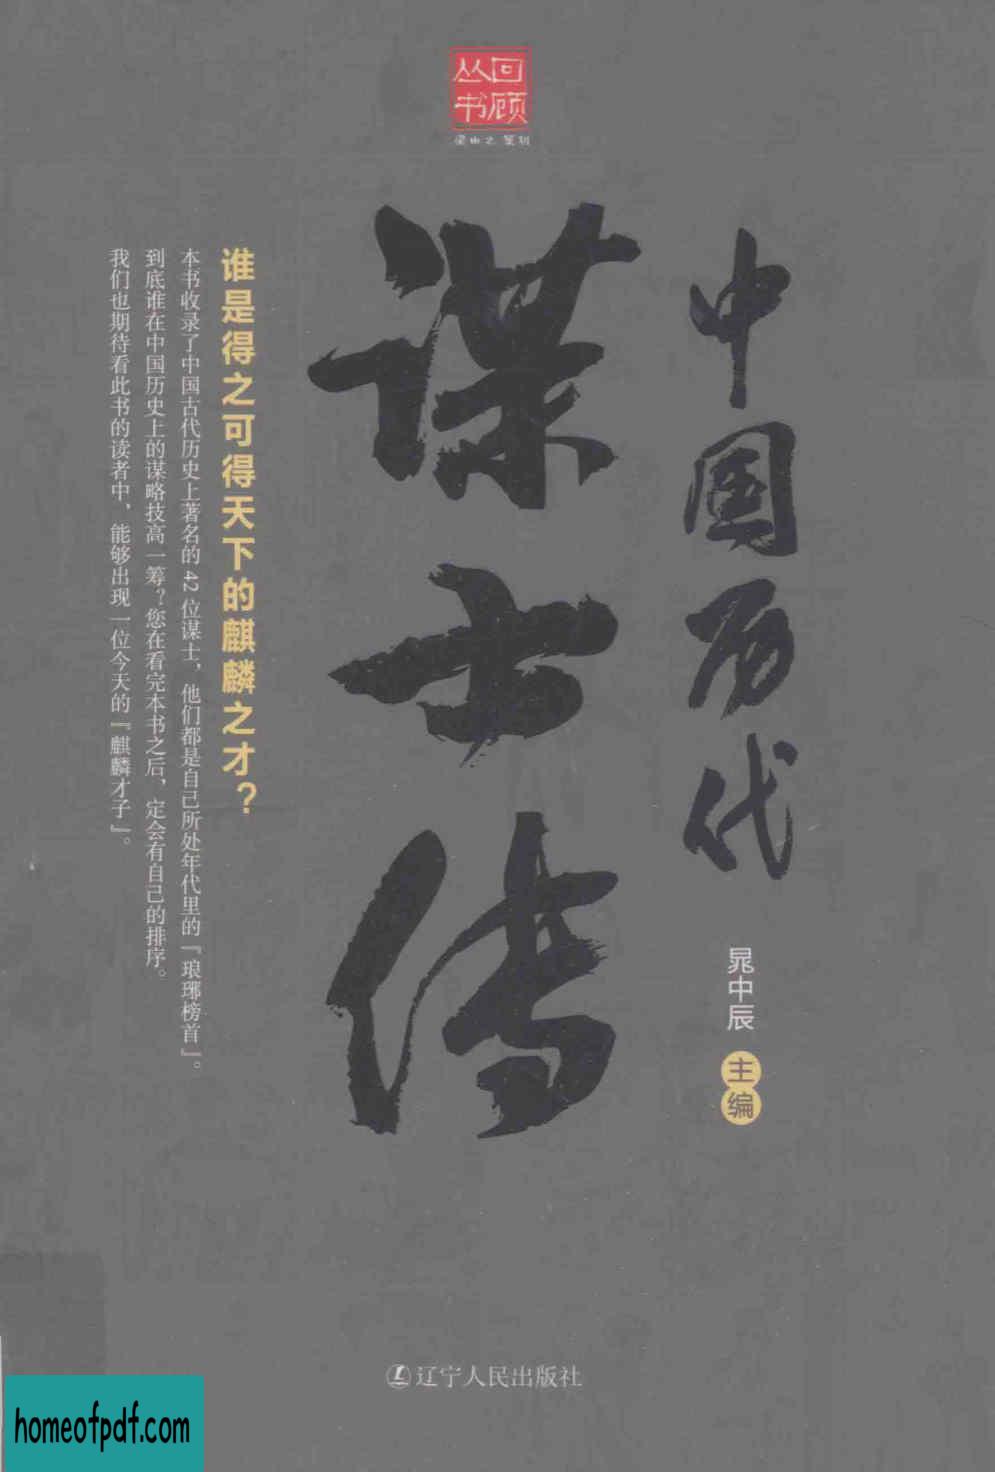 回顾
丛书
梁由之 策划
中国历代
谋士传
晁中辰
主编
谁是得之可得天下的麒麟之才？
本书收录了中国古代历史上著名的42位谋士，他们都是自己所处年代里的『琅琊榜首』。
到底谁在中国历史上的谋略技高一筹？您在看完本书之后，定会有自己的排序。
我们也期待看此书的读者中，能够出现一位今天的『麒麟才子』。
辽宁人民出版社
homeofpdf.com